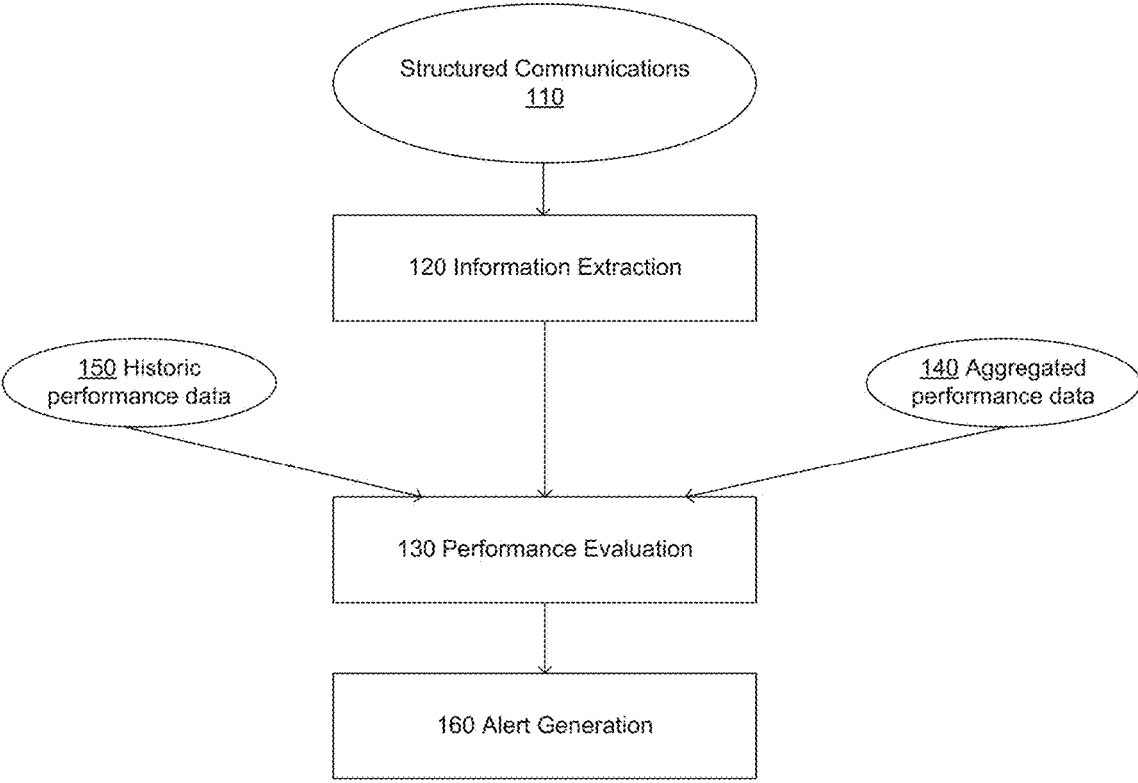 Structured Communications
110
120 Information Extraction
150 Historic
performance data
140 Aggregated
performance data
130 Performance Evaluation
160 Alert Generation